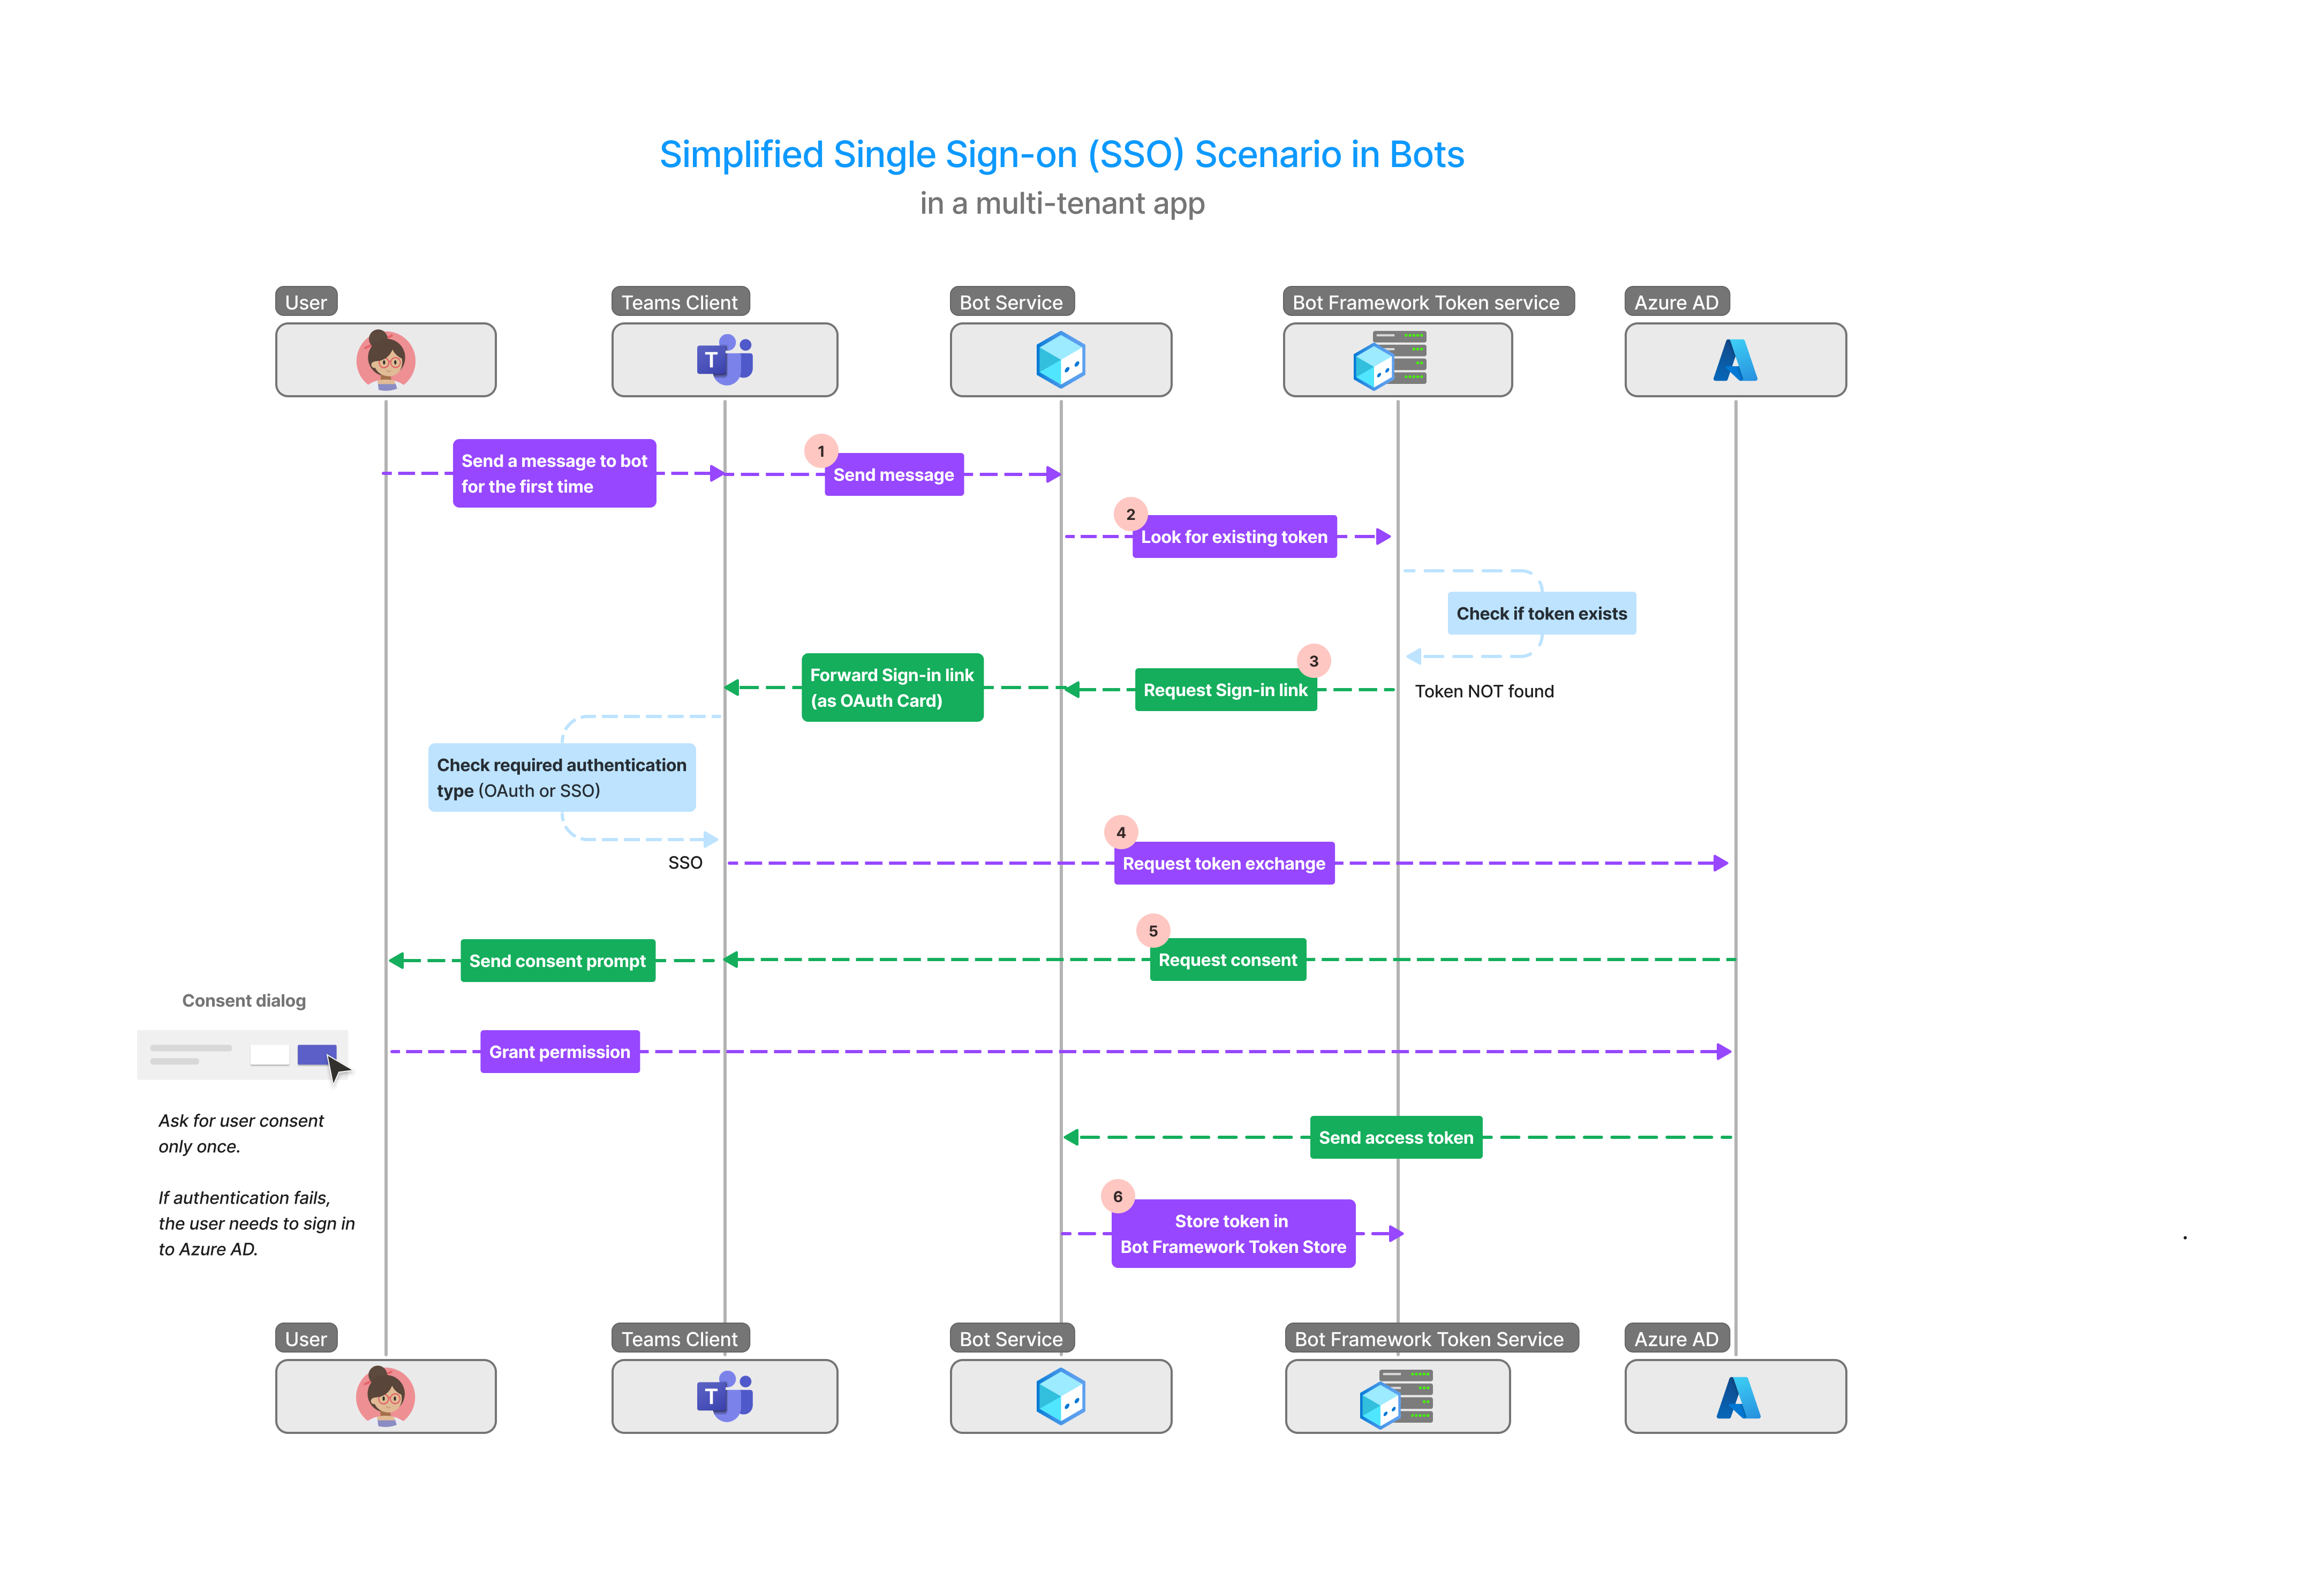 Simplified Single Sign-on (SSO) Scenario in Bots
in a multi-tenant app
User
Teams Client
Bot Service
Bot Framework Token service
Azure AD
T
Send a message to bot
for the first time
1
Send message
2
Look for existing token
Check if token exists
3
Forward Sign-in link
(as OAuth Card)
Request Sign-in link
Token NOT found
Check required authentication
type (OAuth or SSO)
4
SSO
Request token exchange
5
Send consent prompt
Request consent
Consent dialog
Grant permission
Ask for user consent
only once.
Send access token
If authentication fails,
the user needs to sign in
to Azure AD.
6
Store token in
Bot Framework Token Store
.
User
Teams Client
Bot Service
Bot Framework Token Service
Azure AD
T